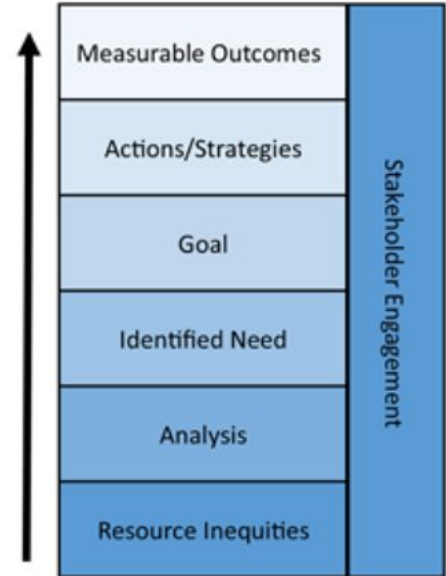 Measurable Outcomes
Actions/Strategies
Goal
Identified Need
Analysis
Resource Inequities
Stakeholder Engagement